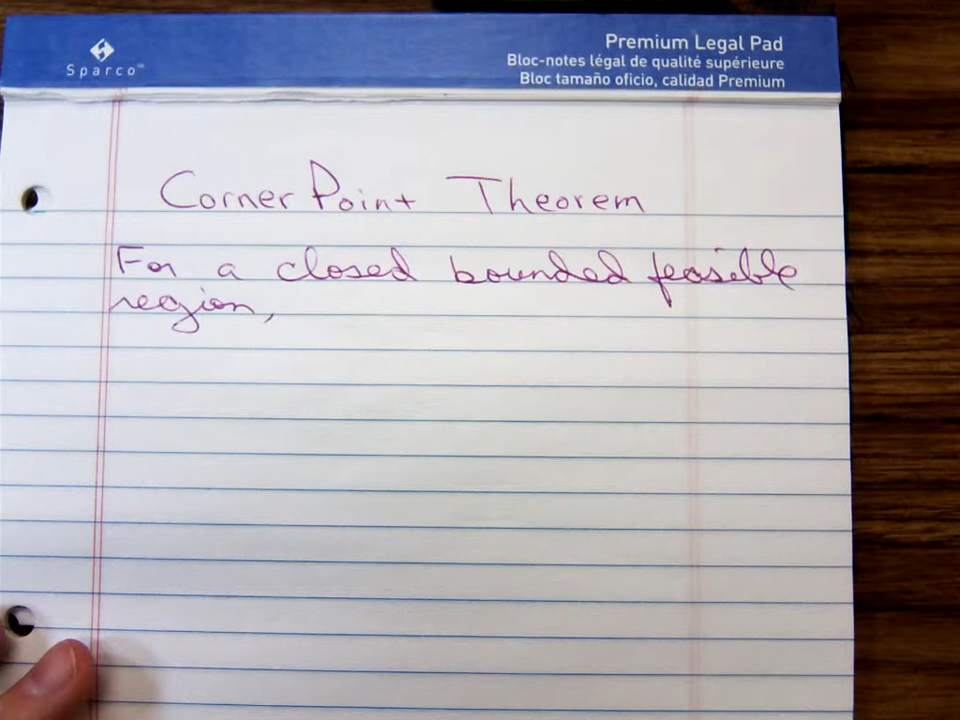 Sparco™
Premium Legal Pad
Bloc-notes légal de qualité supérieure
Bloc tamaño oficio, calidad Premium
Corner Point Theorem
For a closed bounded feasible
region,